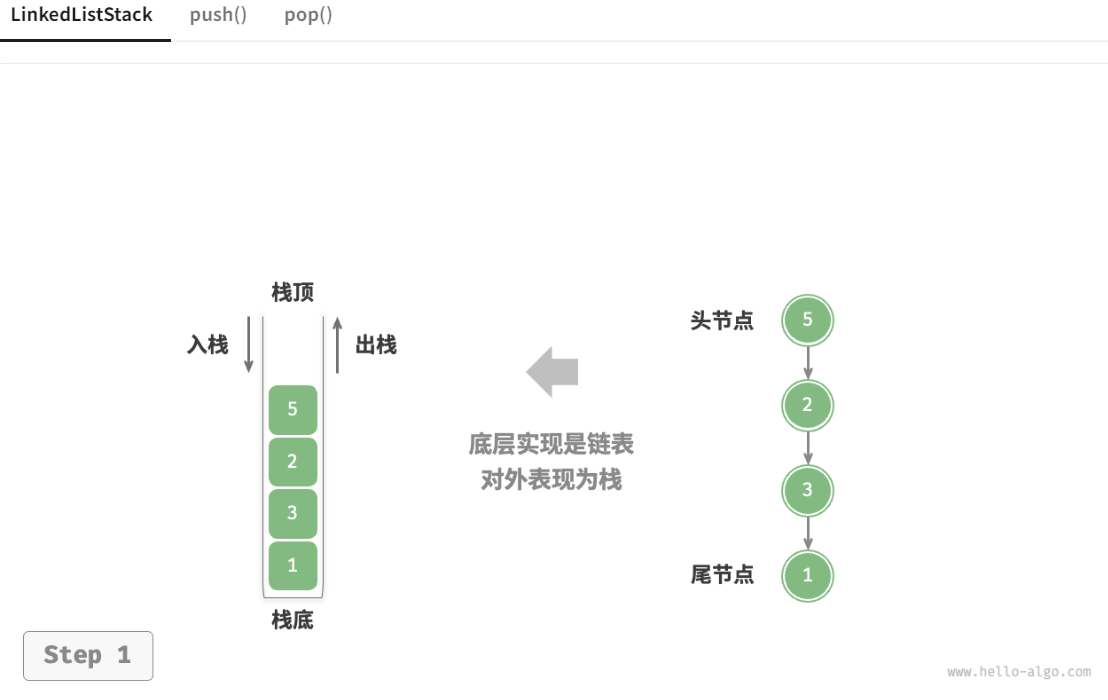 LinkedListStack push() pop()
栈顶
入栈
出栈
5
2
3
1
栈底
底层实现是链表
对外表现为栈
头节点
5
2
3
尾节点
1
Step 1
www.hello-algo.com